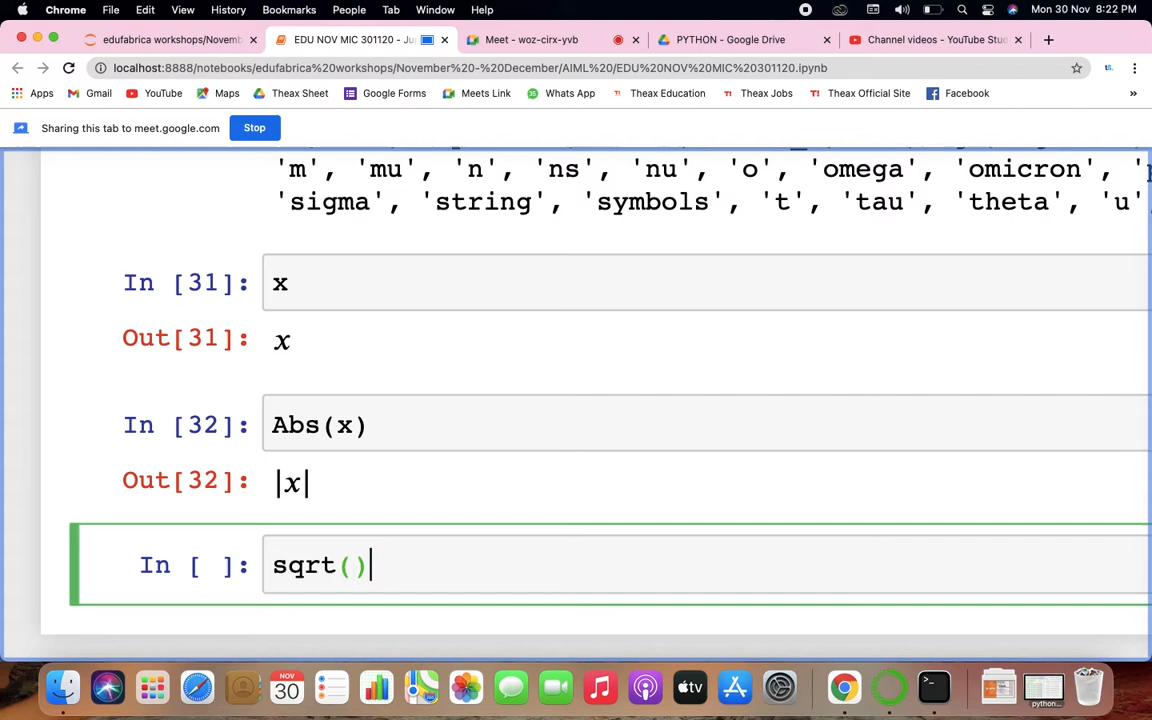 Chrome File Edit View History Bookmarks People Tab Window Help Mon 30 Nov 8:22 PM
edufabrica workshops/Novemb EDU NOV MIC 301120 - Ju Meet - woz-cirx-yvb PYTHON - Google Drive Channel videos - YouTube Stu
localhost:8888/notebooks/edufabrica%20workshops/November%20-%20December/AIML%20/EDU%20NOV%20MIC%20301120.ipynb
Apps Gmail YouTube Maps Theax Sheet Google Forms Meets Link Whats App Theax Education Theax Jobs Theax Official Site Facebook »
Sharing this tab to meet.google.com Stop
'm', 'mu', 'n', 'ns', 'nu', 'o', 'omega', 'omicron',
'sigma', 'string', 'symbols', 't', 'tau', 'theta', 'u'
In [31]: x
Out[31]: x
In [32]: Abs(x)
Out[32]: |x|
In [ ]: sqrt()
NOV
30
tv
python...